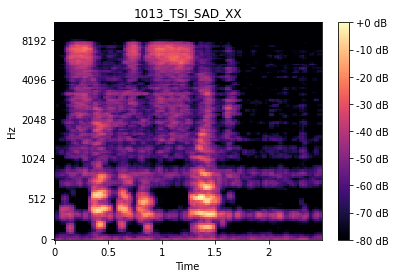 1013_TSI_SAD_XX
8192
4096
2048
1024
512
0
Hz
0
0.5
1
1.5
2
Time
+0 dB
-10 dB
-20 dB
-30 dB
-40 dB
-50 dB
-60 dB
-70 dB
-80 dB